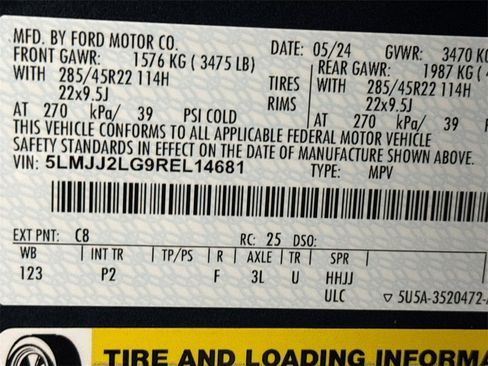 MFD. BY FORD MOTOR CO. DATE: 05/24 GVWR: 3470 KG
FRONT GAWR: 1576 KG ( 3475 LB) REAR GAWR: 1987 KG (
WITH 285/45R22 114H TIRES WITH 285/45R22 114H
22x9.5J RIMS 22x9.5J
AT 270 kPa/ 39 PSI COLD AT 270 kPa/ 39
THIS VEHICLE CONFORMS TO ALL APPLICABLE FEDERAL MOTOR VEHICLE
SAFETY STANDARDS IN EFFECT ON THE DATE OF MANUFACTURE SHOWN ABOVE.
VIN: 5LMJJ2LG9REL14681 TYPE: MPV
EXT PNT: C8 RC: 25 DSO:
WB INT TR TP/PS R AXLE TR SPR
123 P2 F 3L U HHJJ
ULC ▽ 5U5A-3520472-
TIRE AND LOADING INFORMA